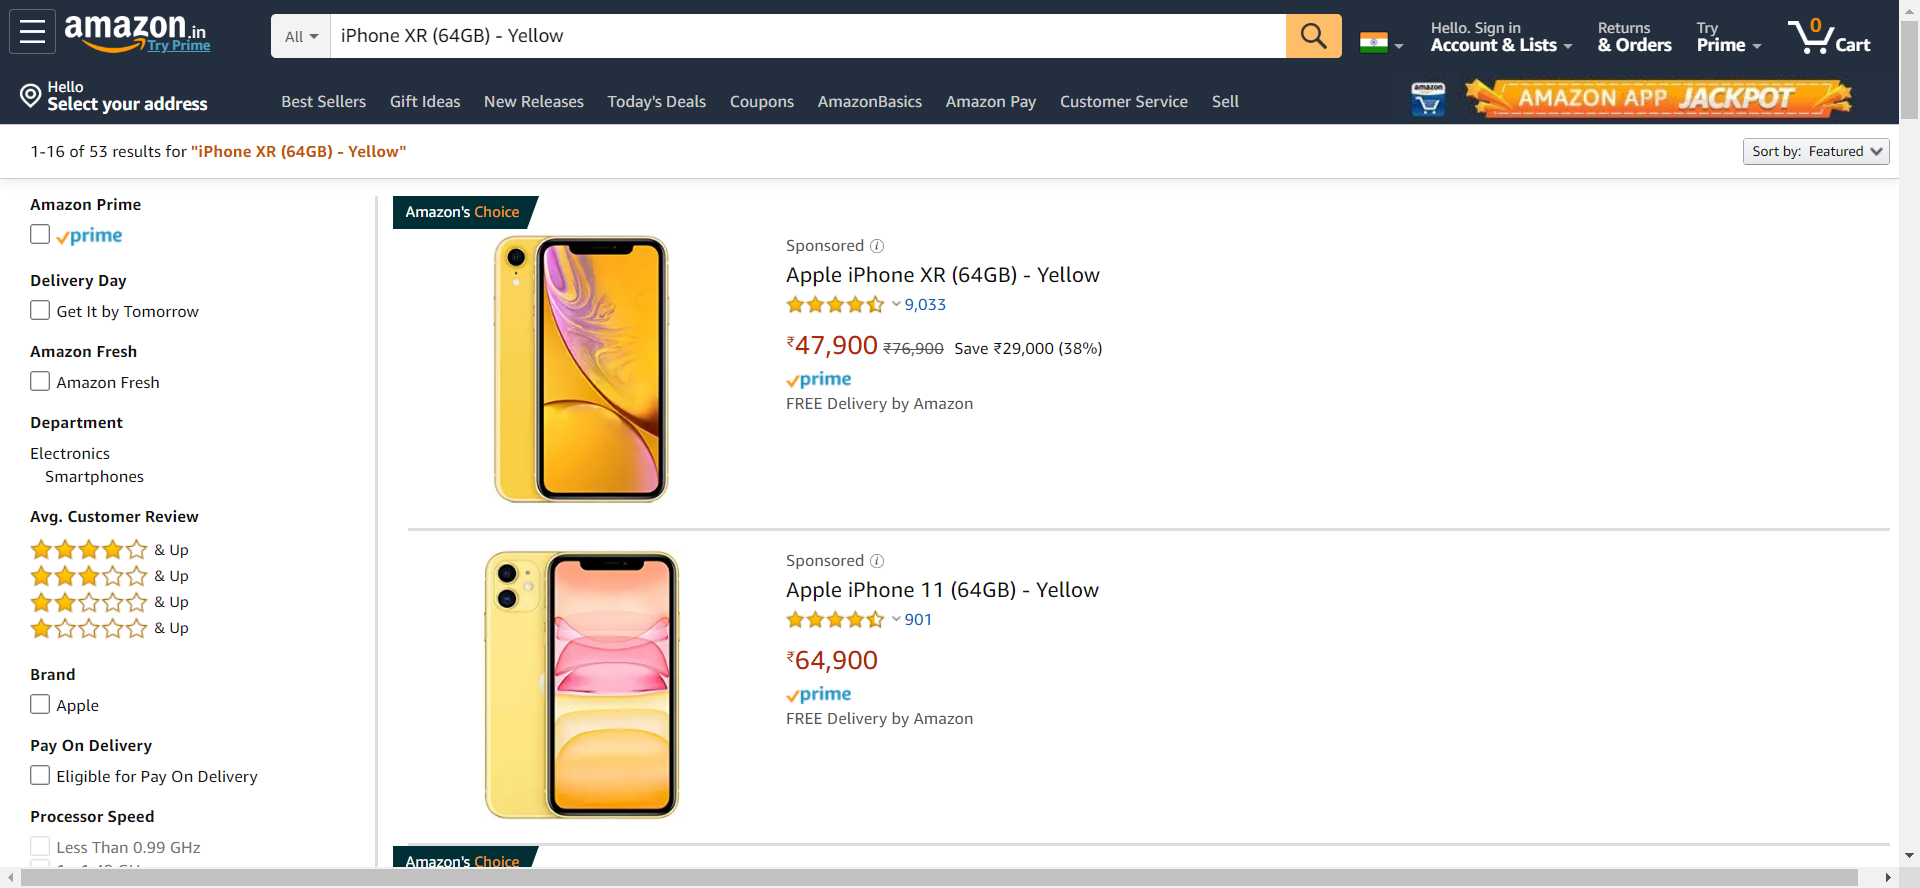 amazon.in
Try Prime
All
iPhone XR (64GB) - Yellow
Hello. Sign in
Account & Lists
Returns
& Orders
Try
Prime
0
Cart
Hello
Select your address
Best Sellers
Gift Ideas
New Releases
Today's Deals
Coupons
AmazonBasics
Amazon Pay
Customer Service
Sell
amazon
AMAZON APP JACKPOT
1-16 of 53 results for "iPhone XR (64GB) - Yellow"
Sort by: Featured
Amazon Prime
prime
Delivery Day
Get It by Tomorrow
Amazon Fresh
Amazon Fresh
Department
Electronics
Smartphones
Avg. Customer Review
& Up
& Up
& Up
& Up
Brand
Apple
Pay On Delivery
Eligible for Pay On Delivery
Processor Speed
Less Than 0.99 GHz
Amazon's Choice
Sponsored
Apple iPhone XR (64GB) - Yellow
9,033
₹47,900 ₹76,900 Save ₹29,000 (38%)
prime
FREE Delivery by Amazon
Sponsored
Apple iPhone 11 (64GB) - Yellow
901
₹64,900
prime
FREE Delivery by Amazon
Amazon's Choice